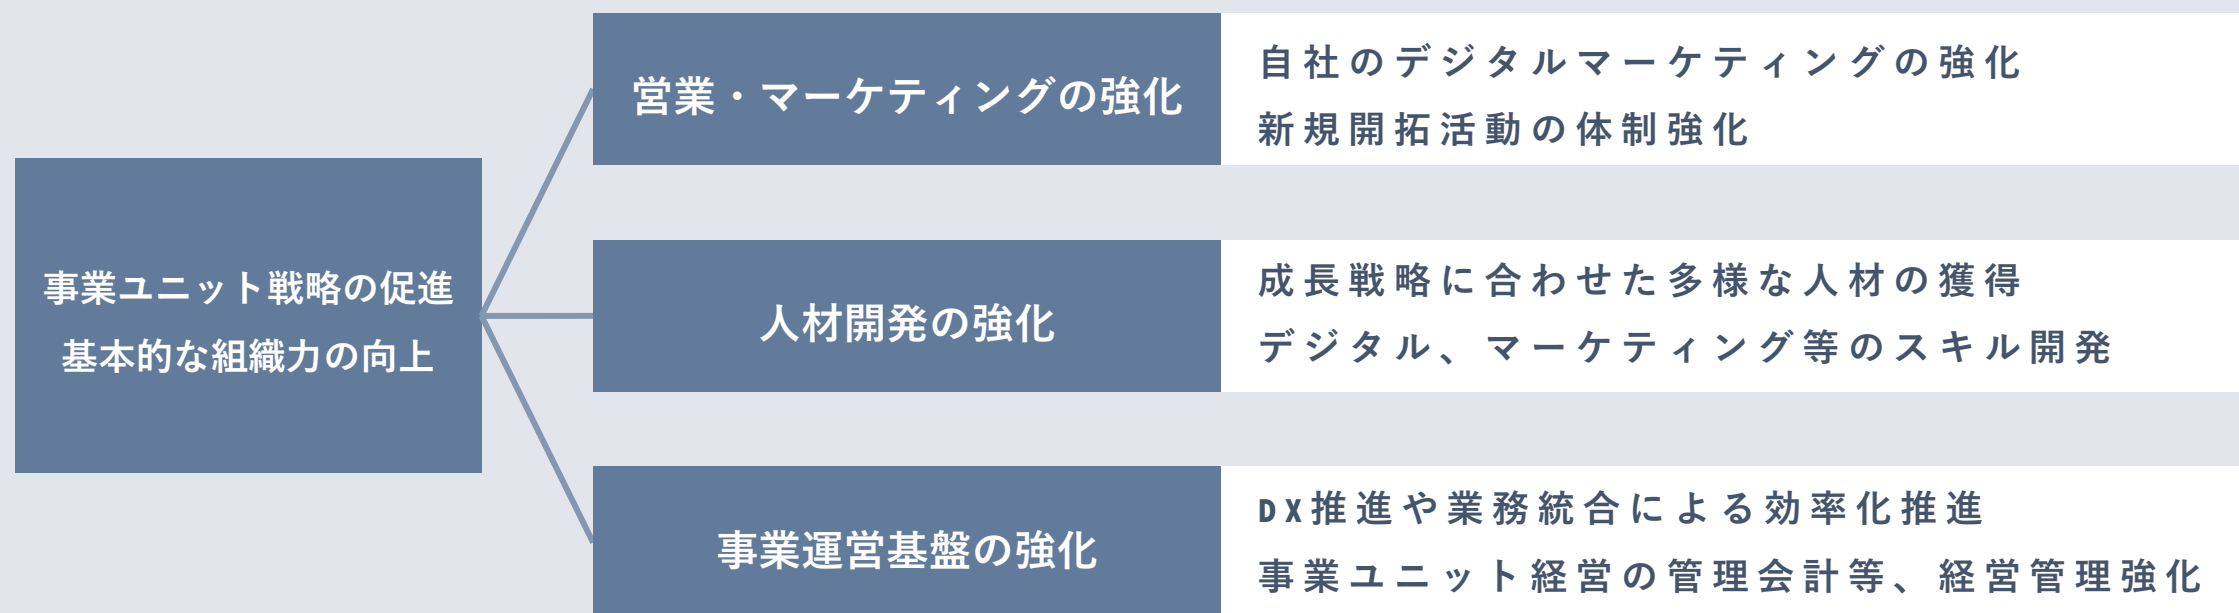 事業ユニット戦略の促進
基本的な組織力の向上
営業・マーケティングの強化
自社のデジタルマーケティングの強化
新規開拓活動の体制強化
人材開発の強化
成長戦略に合わせた多様な人材の獲得
デジタル、マーケティング等のスキル開発
事業運営基盤の強化
DX推進や業務統合による効率化推進
事業ユニット経営の管理会計等、経営管理強化